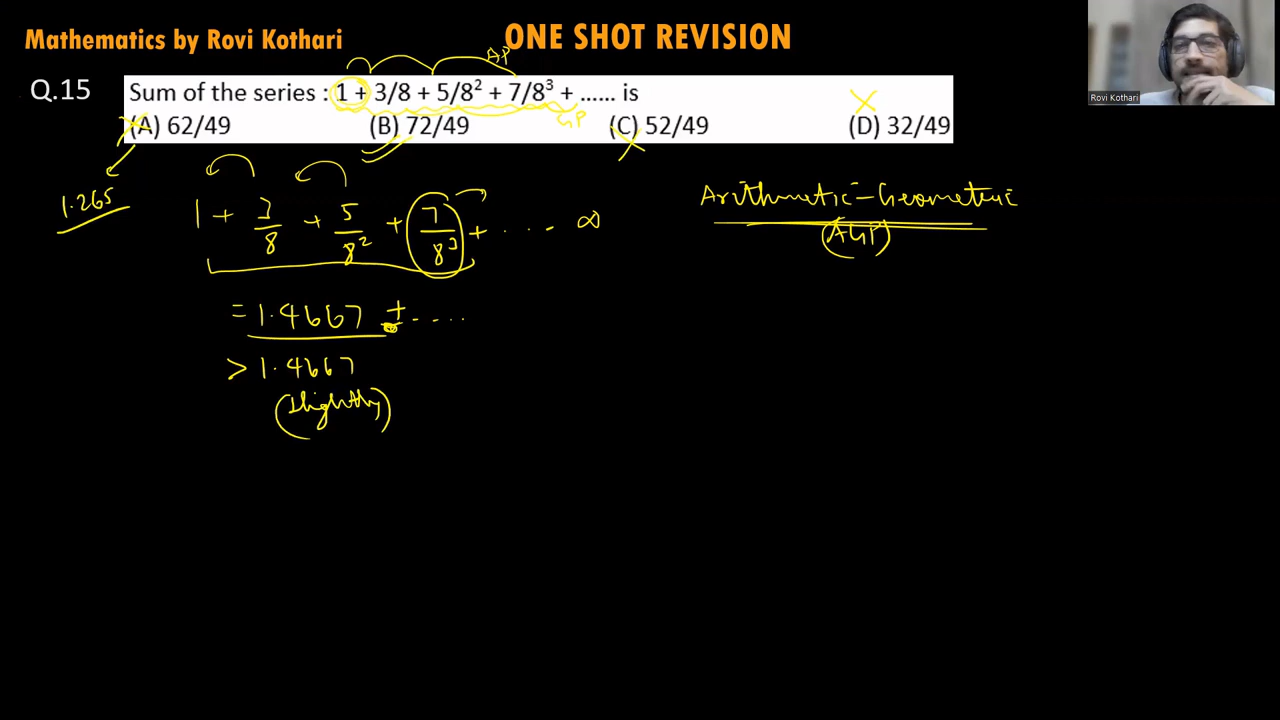 Mathematics by Rovi Kothari
ONE SHOT REVISION
Rovi Kothari
AP
Q.15
Sum of the series : 1 + 3/8 + 5/8² + 7/8³ + ...... is
GP
(A) 62/49 (B) 72/49 (C) 52/49 (D) 32/49
1.265
1 + 3/8 + 5/8² + 7/8³ + .... ∞
Arithmetic-Geometric
(AGP)
= 1.4667 + ....
> 1.4667
(slightly)